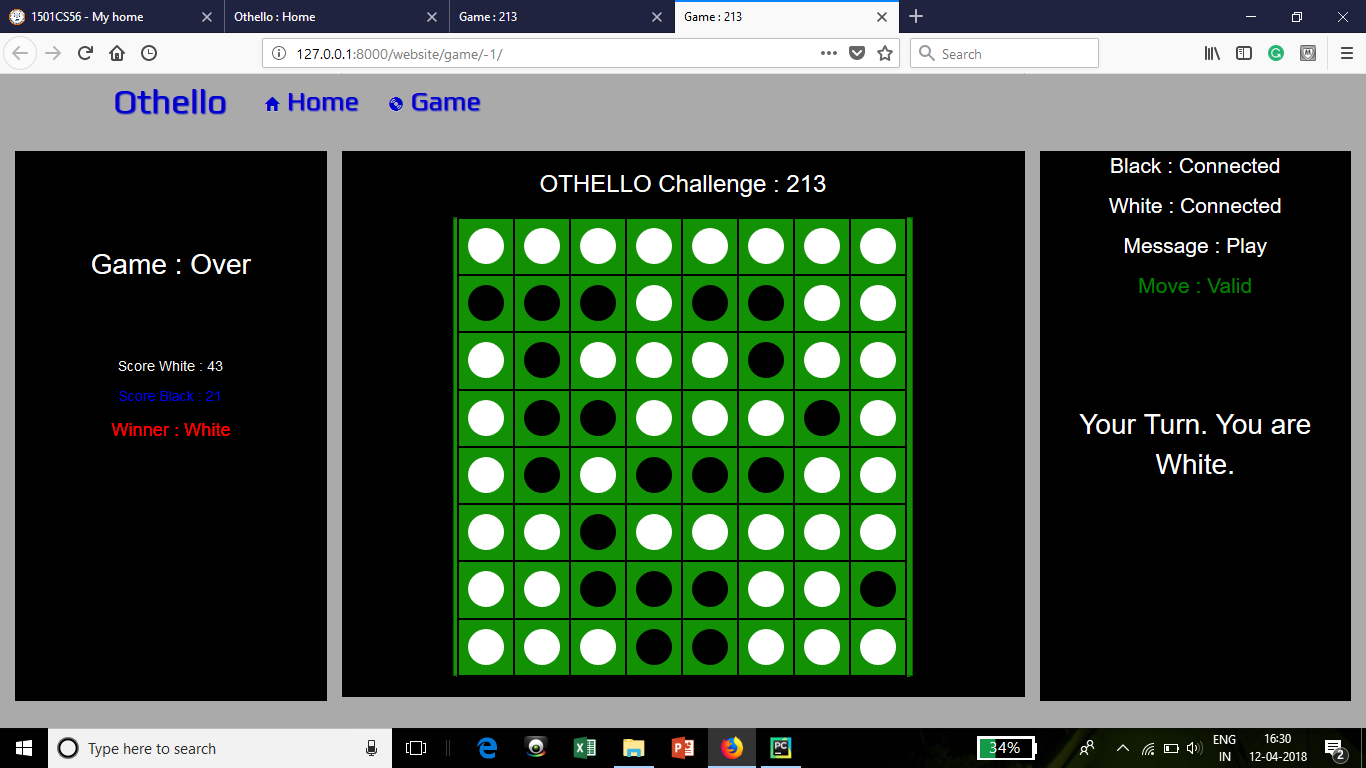 1501CS56 - My home
Othello : Home
Game : 213
Game : 213
127.0.0.1:8000/website/game/-1/
Search
Othello
Home
Game
Game : Over
Score White : 43
Score Black : 21
Winner : White
OTHELLO Challenge : 213
Black : Connected
White : Connected
Message : Play
Move : Valid
Your Turn. You are
White.
Type here to search
34%
ENG
IN
16:30
12-04-2018
2